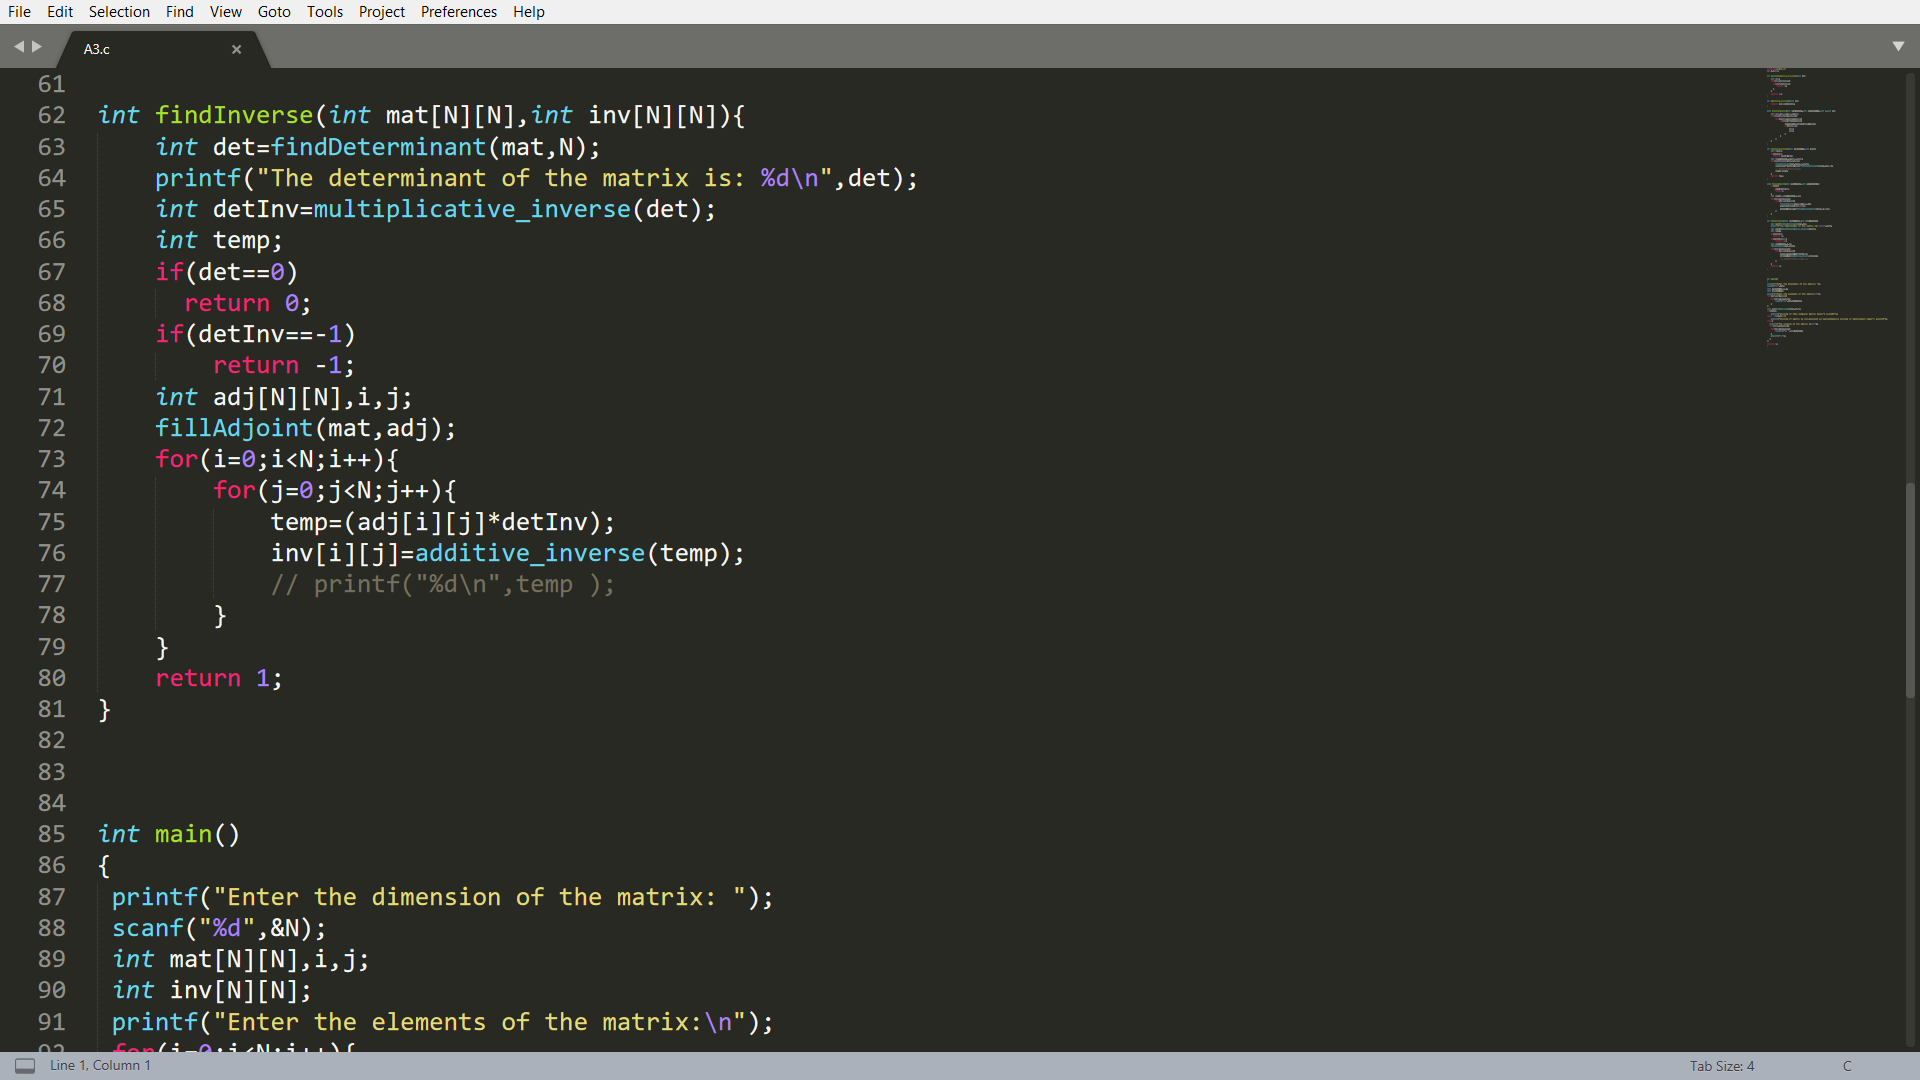 File Edit Selection Find View Goto Tools Project Preferences Help
A3.c
61
62 int findInverse(int mat[N][N],int inv[N][N]){
63     int det=findDeterminant(mat,N);
64     printf("The determinant of the matrix is: %d\n",det);
65     int detInv=multiplicative_inverse(det);
66     int temp;
67     if(det==0)
68       return 0;
69     if(detInv==-1)
70         return -1;
71     int adj[N][N],i,j;
72     fillAdjoint(mat,adj);
73     for(i=0;i<N;i++){
74         for(j=0;j<N;j++){
75             temp=(adj[i][j]*detInv);
76             inv[i][j]=additive_inverse(temp);
77             // printf("%d\n",temp );
78         }
79     }
80     return 1;
81 }
82
83
84
85 int main()
86 {
87  printf("Enter the dimension of the matrix: ");
88  scanf("%d",&N);
89  int mat[N][N],i,j;
90  int inv[N][N];
91  printf("Enter the elements of the matrix:\n");
92  for(i=0;i<N;i++){
Line 1, Column 1 Tab Size: 4 C